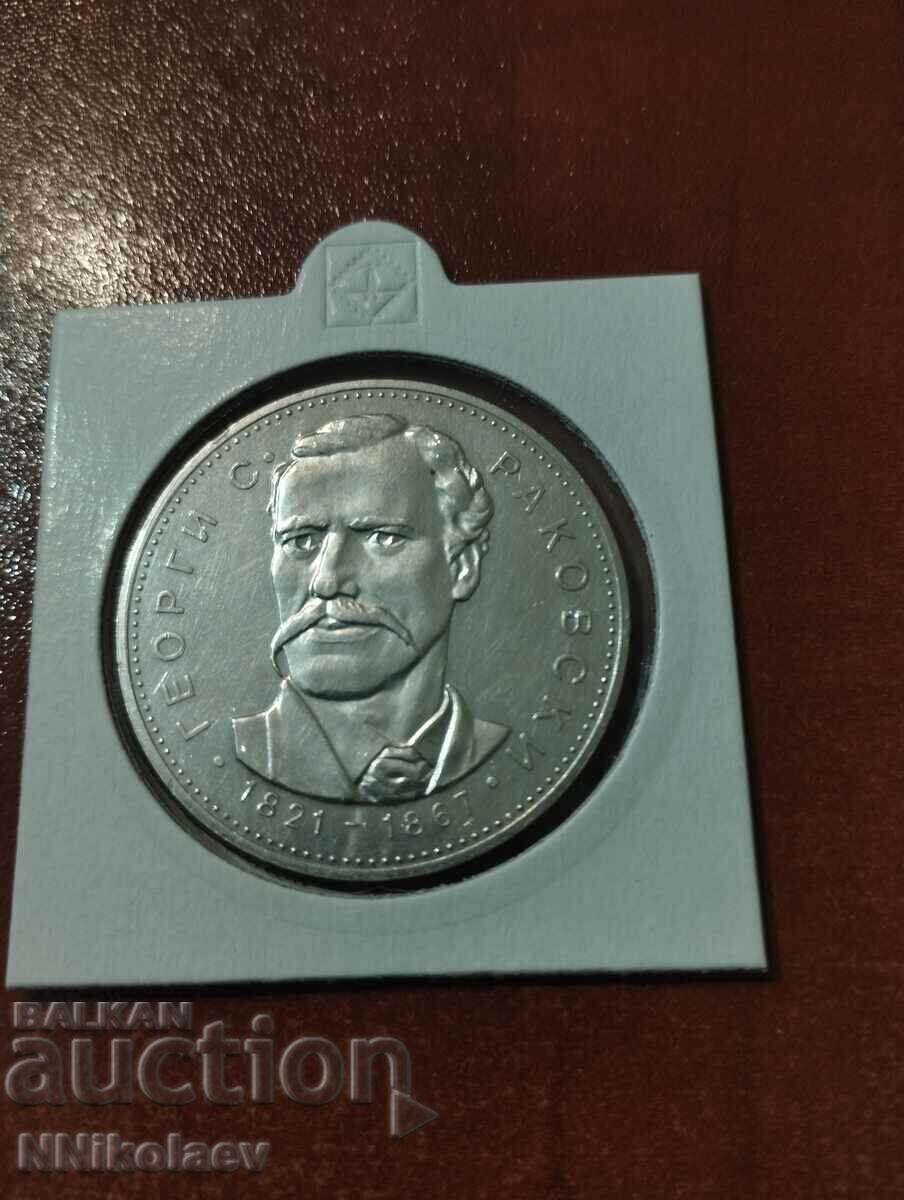 ГЕОРГИ С. РАКОВСКИ
· 1821 – 1867 ·
BALKAN
auction
NNikolaev